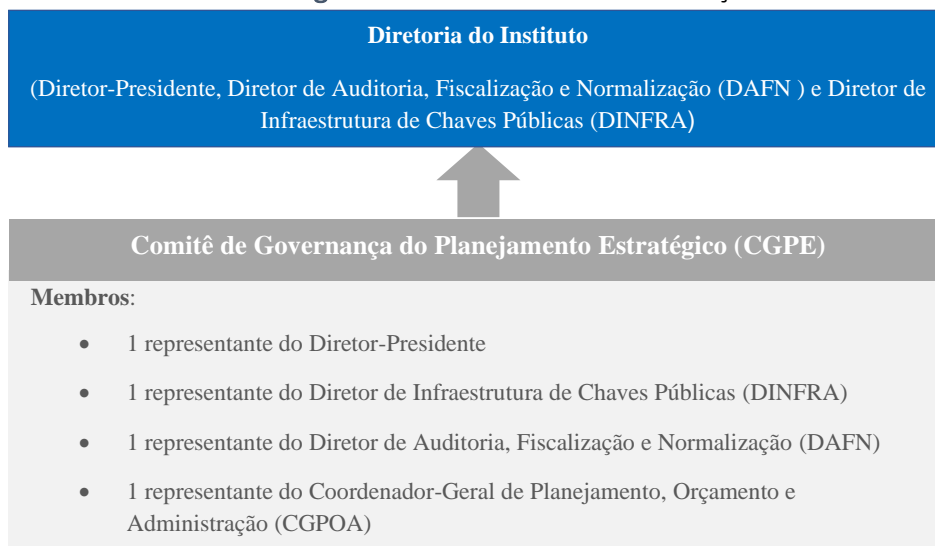 Diretoria do Instituto
(Diretor-Presidente, Diretor de Auditoria, Fiscalização e Normalização (DAFN ) e Diretor de
Infraestrutura de Chaves Públicas (DINFRA)
Comitê de Governança do Planejamento Estratégico (CGPE)
Membros:
• 1 representante do Diretor-Presidente
• 1 representante do Diretor de Infraestrutura de Chaves Públicas (DINFRA)
• 1 representante do Diretor de Auditoria, Fiscalização e Normalização (DAFN)
• 1 representante do Coordenador-Geral de Planejamento, Orçamento e
Administração (CGPOA)